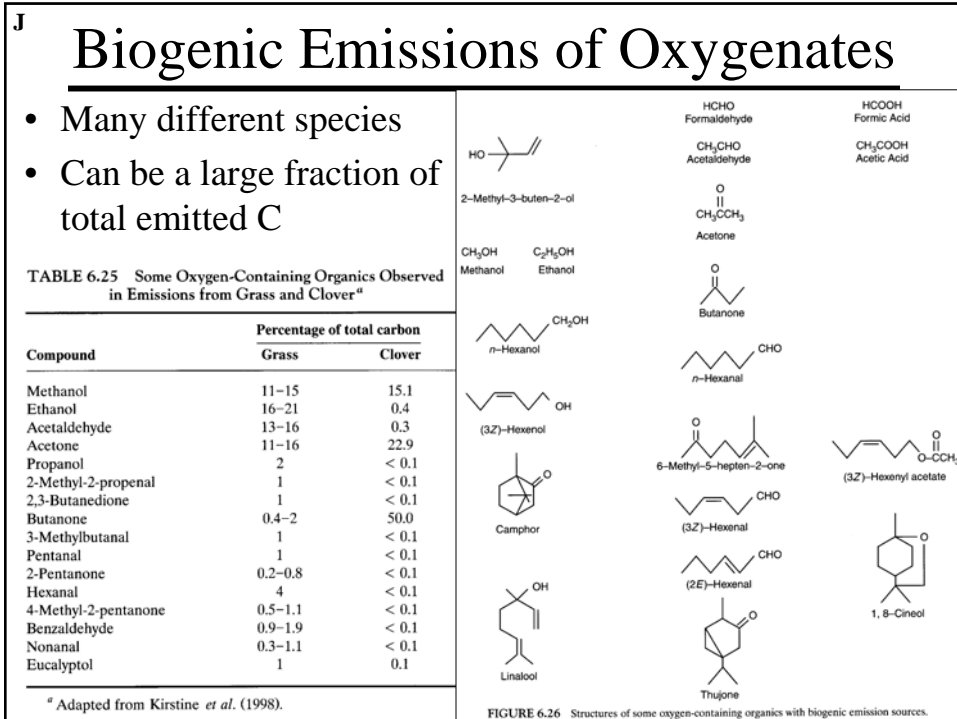 J
Biogenic Emissions of Oxygenates
• Many different species
• Can be a large fraction of
total emitted C
TABLE 6.25 Some Oxygen-Containing Organics Observed
in Emissions from Grass and Clover a
Percentage of total carbon
Compound Grass Clover
Methanol 11–15 15.1
Ethanol 16–21 0.4
Acetaldehyde 13–16 0.3
Acetone 11–16 22.9
Propanol 2 < 0.1
2-Methyl-2-propenal 1 < 0.1
2,3-Butanedione 1 < 0.1
Butanone 0.4–2 50.0
3-Methylbutanal 1 < 0.1
Pentanal 1 < 0.1
2-Pentanone 0.2–0.8 < 0.1
Hexanal 4 < 0.1
4-Methyl-2-pentanone 0.5–1.1 < 0.1
Benzaldehyde 0.9–1.9 < 0.1
Nonanal 0.3–1.1 < 0.1
Eucalyptol 1 0.1
a Adapted from Kirstine et al. (1998).
HO
2–Methyl–3–buten–2–ol
CH3OH C2H5OH
Methanol Ethanol
CH2OH
n–Hexanol
OH
(3Z)–Hexenol
O
Camphor
OH
Linalool
HCHO
Formaldehyde
CH3CHO
Acetaldehyde
O
CH3CCH3
Acetone
O
Butanone
CHO
n–Hexanal
O
6–Methyl–5–hepten–2–one
CHO
(3Z)–Hexenal
CHO
(2E)–Hexenal
O
Thujone
HCOOH
Formic Acid
CH3COOH
Acetic Acid
O
O–CCH3
(3Z)–Hexenyl acetate
O
1, 8–Cineol
FIGURE 6.26 Structures of some oxygen-containing organics with biogenic emission sources.